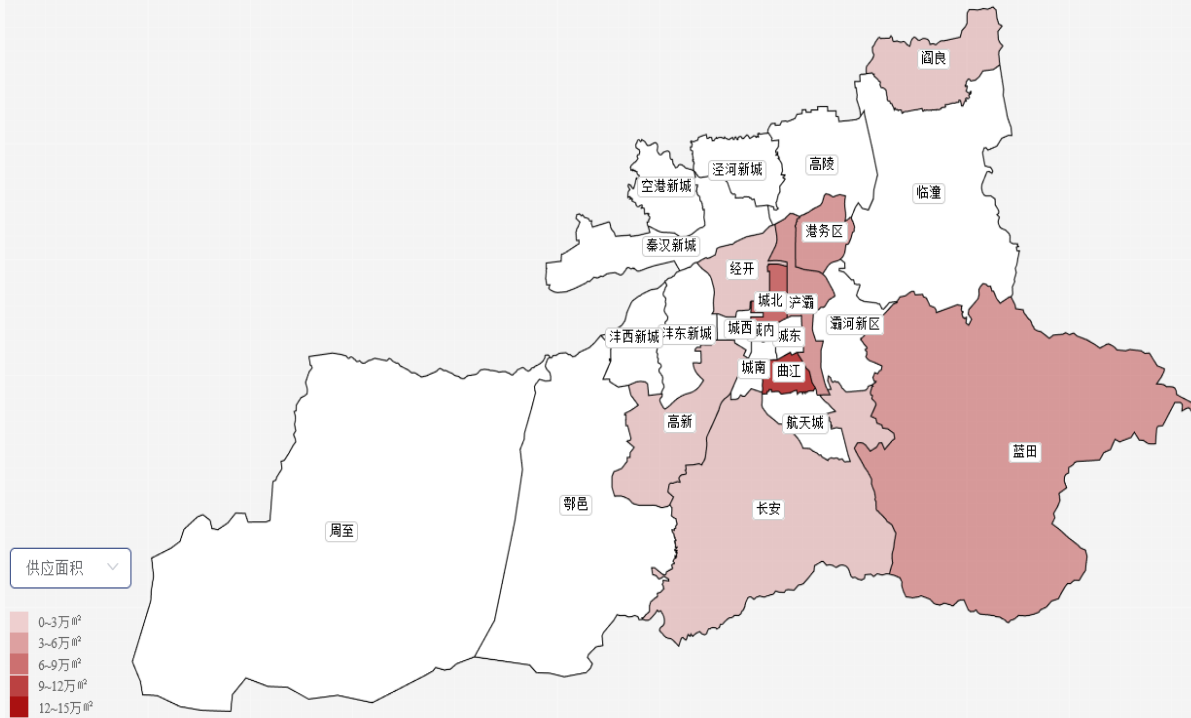 阎良
高陵
泾河新城
空港新城
临潼
港务区
秦汉新城
经开
城北
浐灞
灞河新区
城西
城内
城东
沣西新城
沣东新城
城南
曲江
高新
航天城
蓝田
鄠邑
长安
周至
供应面积
0~3万㎡
3~6万㎡
6~9万㎡
9~12万㎡
12~15万㎡